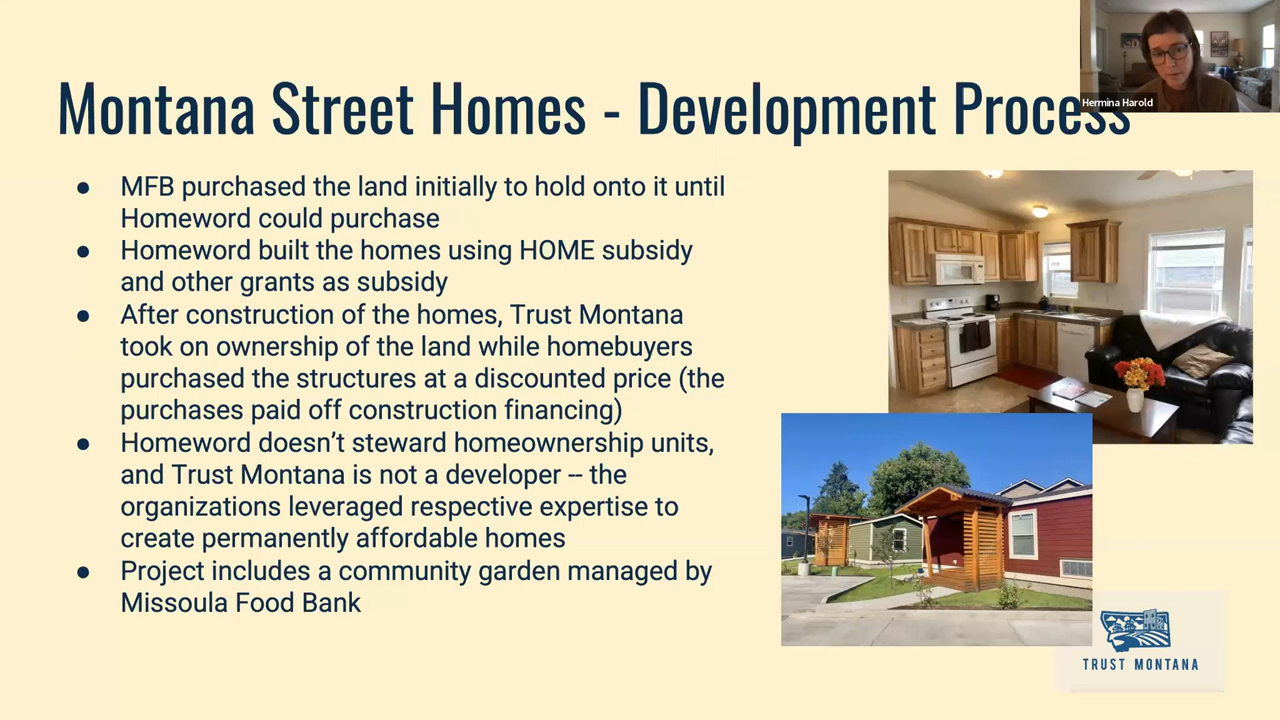 Montana Street Homes - Development Process
Hermina Harold
● MFB purchased the land initially to hold onto it until
Homeword could purchase
● Homeword built the homes using HOME subsidy
and other grants as subsidy
● After construction of the homes, Trust Montana
took on ownership of the land while homebuyers
purchased the structures at a discounted price (the
purchases paid off construction financing)
● Homeword doesn’t steward homeownership units,
and Trust Montana is not a developer -- the
organizations leveraged respective expertise to
create permanently affordable homes
● Project includes a community garden managed by
Missoula Food Bank
TRUST MONTANA